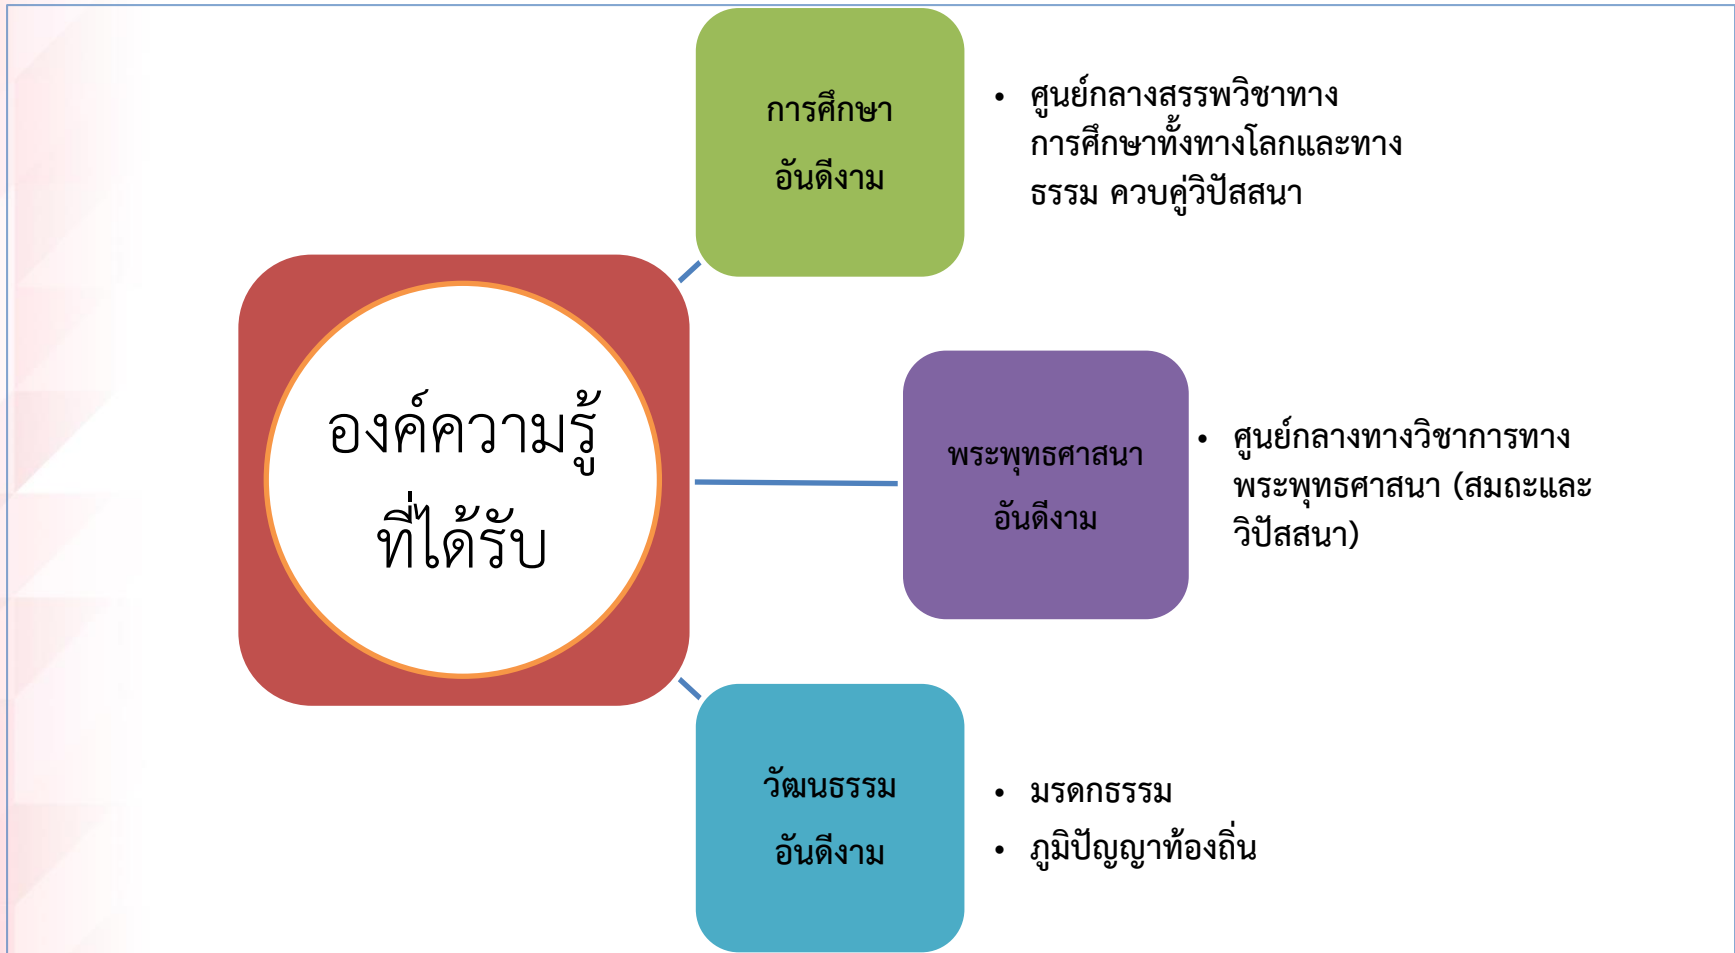 การศึกษา
อันดีงาม
• ศูนย์กลางสรรพวิชาทาง
การศึกษาทั้งทางโลกและทาง
ธรรม ควบคู่วิปัสสนา
องค์ความรู้
ที่ได้รับ
พระพุทธศาสนา
อันดีงาม
• ศูนย์กลางทางวิชาการทาง
พระพุทธศาสนา (สมถะและ
วิปัสสนา)
วัฒนธรรม
อันดีงาม
• มรดกธรรม
• ภูมิปัญญาท้องถิ่น